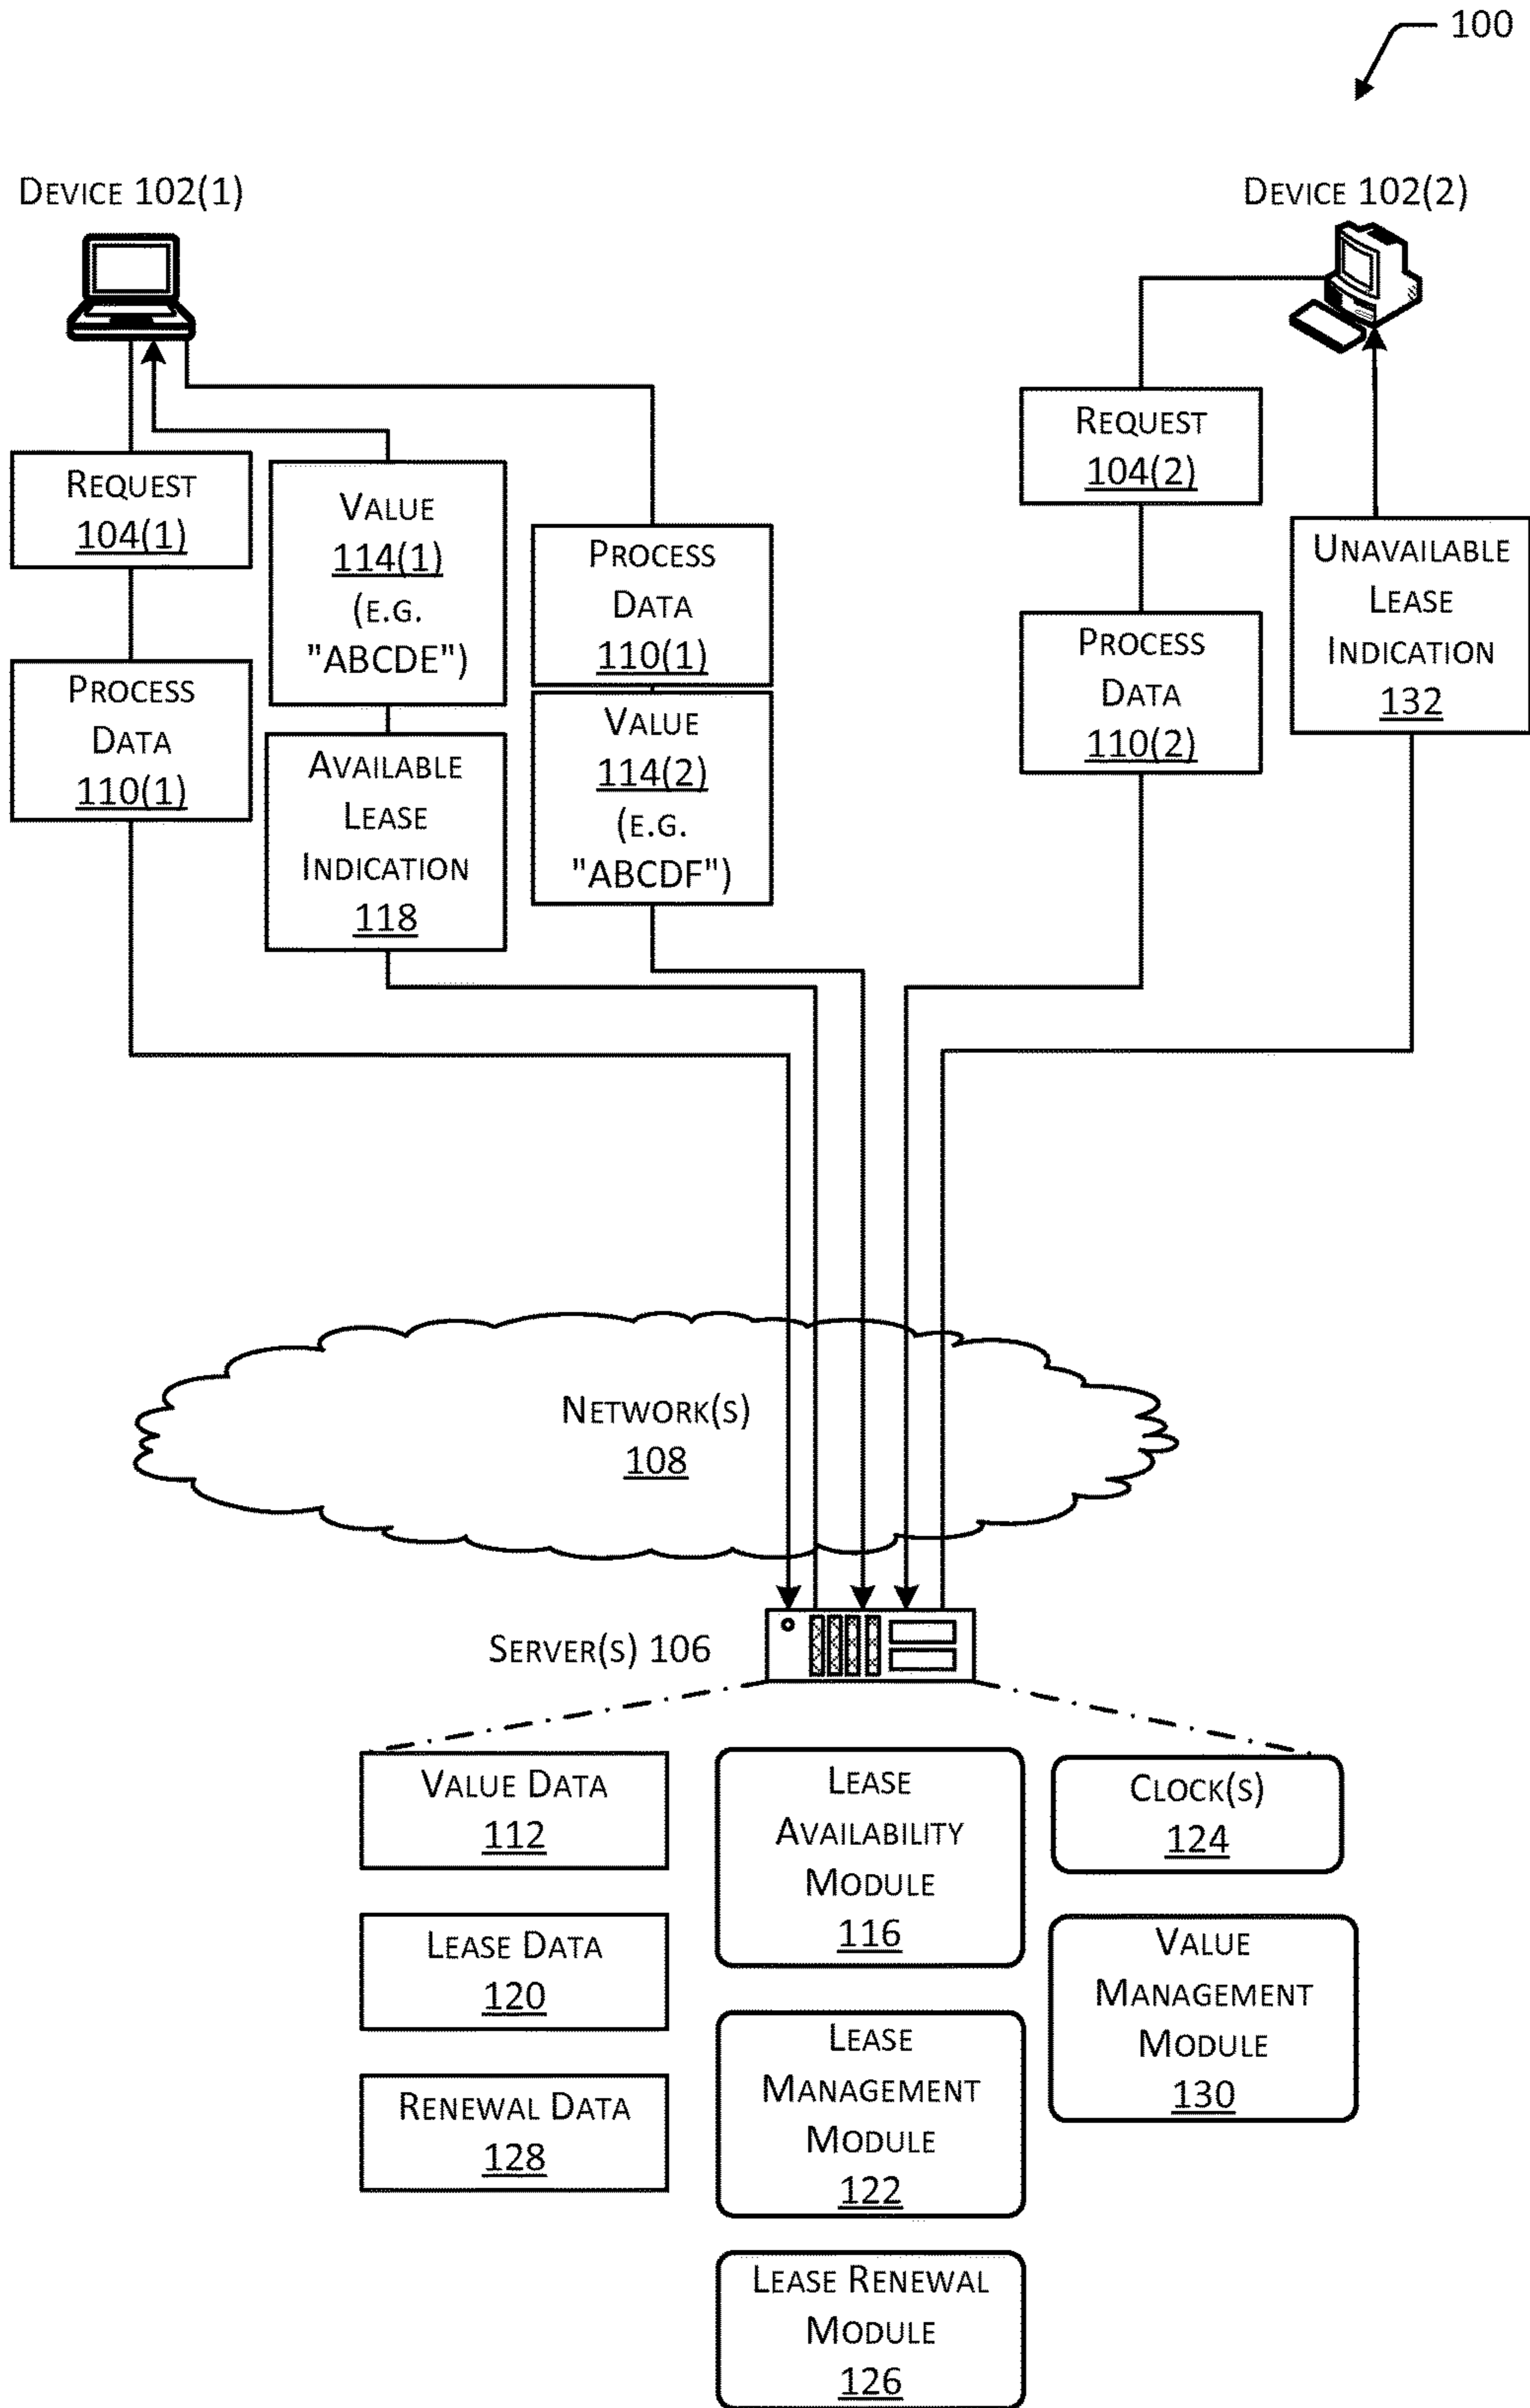 100
DEVICE 102(1)
DEVICE 102(2)
REQUEST
104(1)
PROCESS
DATA
110(1)
VALUE
114(1)
(E.G.
"ABCDE")
AVAILABLE
LEASE
INDICATION
118
PROCESS
DATA
110(1)
VALUE
114(2)
(E.G.
"ABCDF")
REQUEST
104(2)
PROCESS
DATA
110(2)
UNAVAILABLE
LEASE
INDICATION
132
NETWORK(S)
108
SERVER(S) 106
VALUE DATA
112
LEASE DATA
120
RENEWAL DATA
128
LEASE
AVAILABILITY
MODULE
116
LEASE
MANAGEMENT
MODULE
122
LEASE RENEWAL
MODULE
126
CLOCK(S)
124
VALUE
MANAGEMENT
MODULE
130